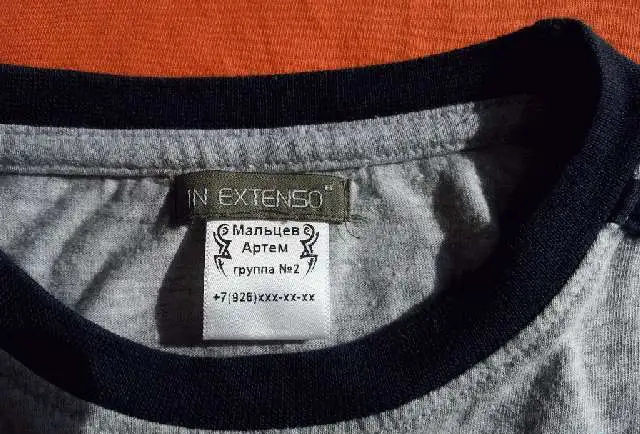 IN EXTENSO
Мальцев
Артем
группа №2
+7(926)xxx-xx-xx